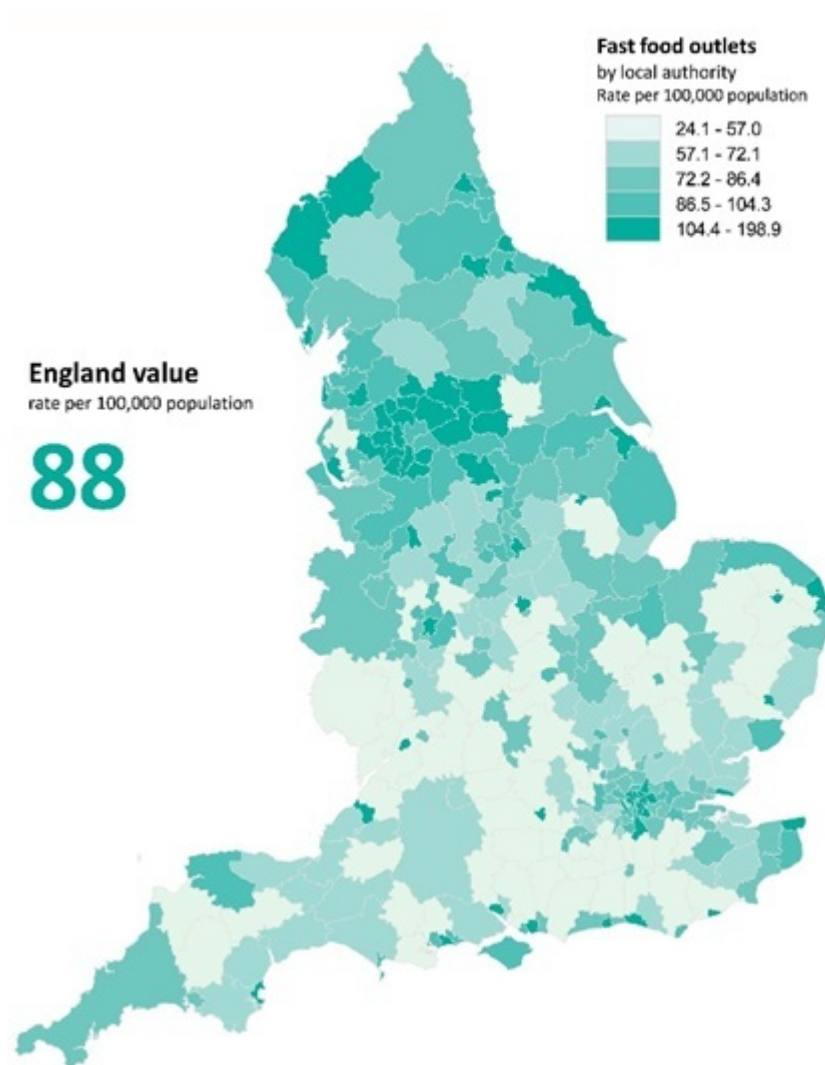 Fast food outlets
by local authority
Rate per 100,000 population
24.1 - 57.0
57.1 - 72.1
72.2 - 86.4
86.5 - 104.3
104.4 - 198.9
England value
rate per 100,000 population
88